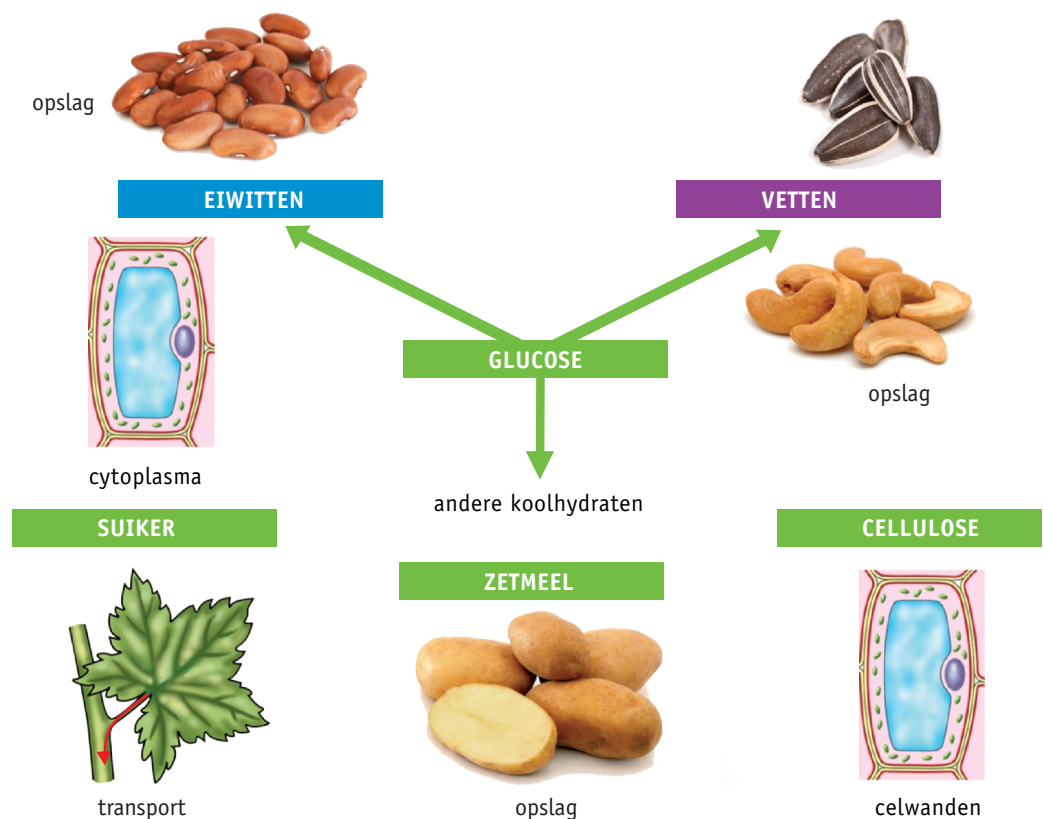 opslag
EIWITTEN
VETTEN
GLUCOSE
opslag
cytoplasma
andere koolhydraten
SUIKER
CELLULOSE
ZETMEEL
transport
opslag
celwanden